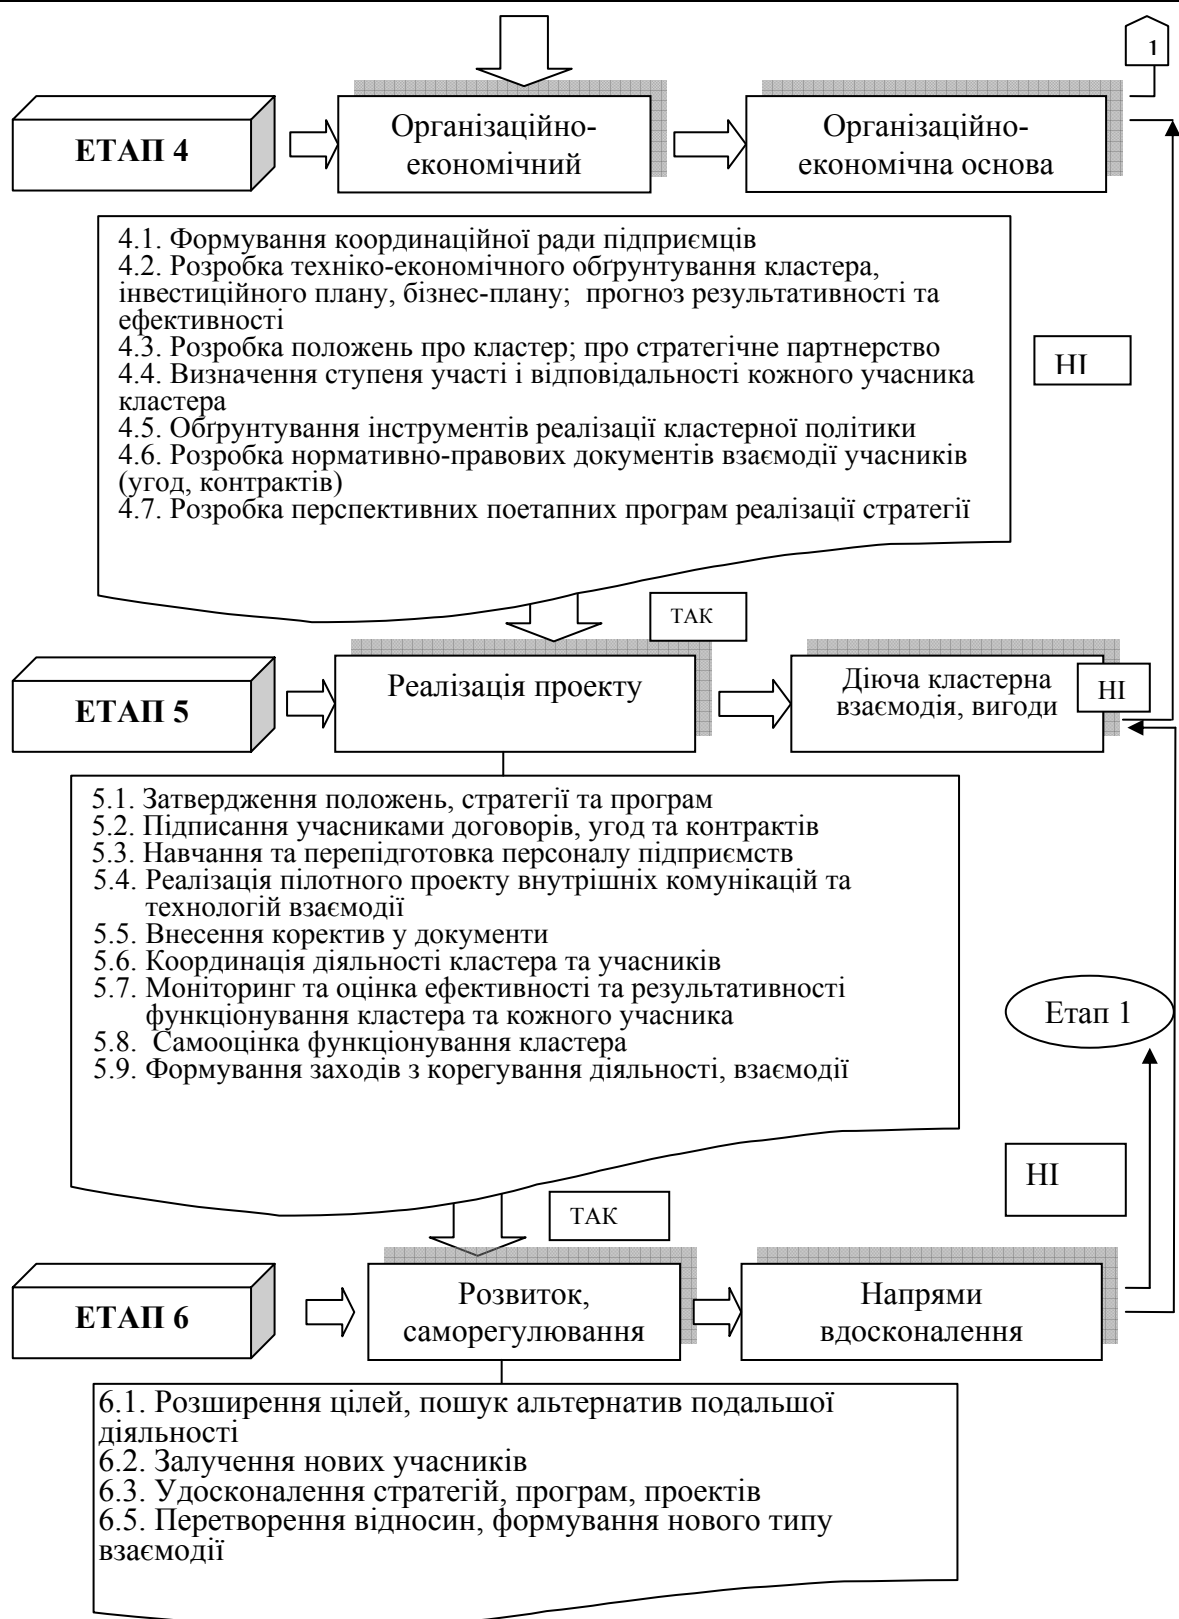 1
ЕТАП 4
Організаційно-
економічний
Організаційно-
економічна основа
4.1. Формування координаційної ради підприємців
4.2. Розробка техніко-економічного обґрунтування кластера,
інвестиційного плану, бізнес-плану; прогноз результативності та
ефективності
4.3. Розробка положень про кластер; про стратегічне партнерство
4.4. Визначення ступеня участі і відповідальності кожного учасника
кластера
4.5. Обґрунтування інструментів реалізації кластерної політики
4.6. Розробка нормативно-правових документів взаємодії учасників
(угод, контрактів)
4.7. Розробка перспективних поетапних програм реалізації стратегії
НІ
ТАК
ЕТАП 5
Реалізація проекту
Діюча кластерна
взаємодія, вигоди
НІ
5.1. Затвердження положень, стратегії та програм
5.2. Підписання учасниками договорів, угод та контрактів
5.3. Навчання та перепідготовка персоналу підприємств
5.4. Реалізація пілотного проекту внутрішніх комунікацій та
технологій взаємодії
5.5. Внесення коректив у документи
5.6. Координація діяльності кластера та учасників
5.7. Моніторинг та оцінка ефективності та результативності
функціонування кластера та кожного учасника
5.8. Самооцінка функціонування кластера
5.9. Формування заходів з корегування діяльності, взаємодії
Етап 1
НІ
ТАК
ЕТАП 6
Розвиток,
саморегулювання
Напрями
вдосконалення
6.1. Розширення цілей, пошук альтернатив подальшої
діяльності
6.2. Залучення нових учасників
6.3. Удосконалення стратегій, програм, проектів
6.5. Перетворення відносин, формування нового типу
взаємодії